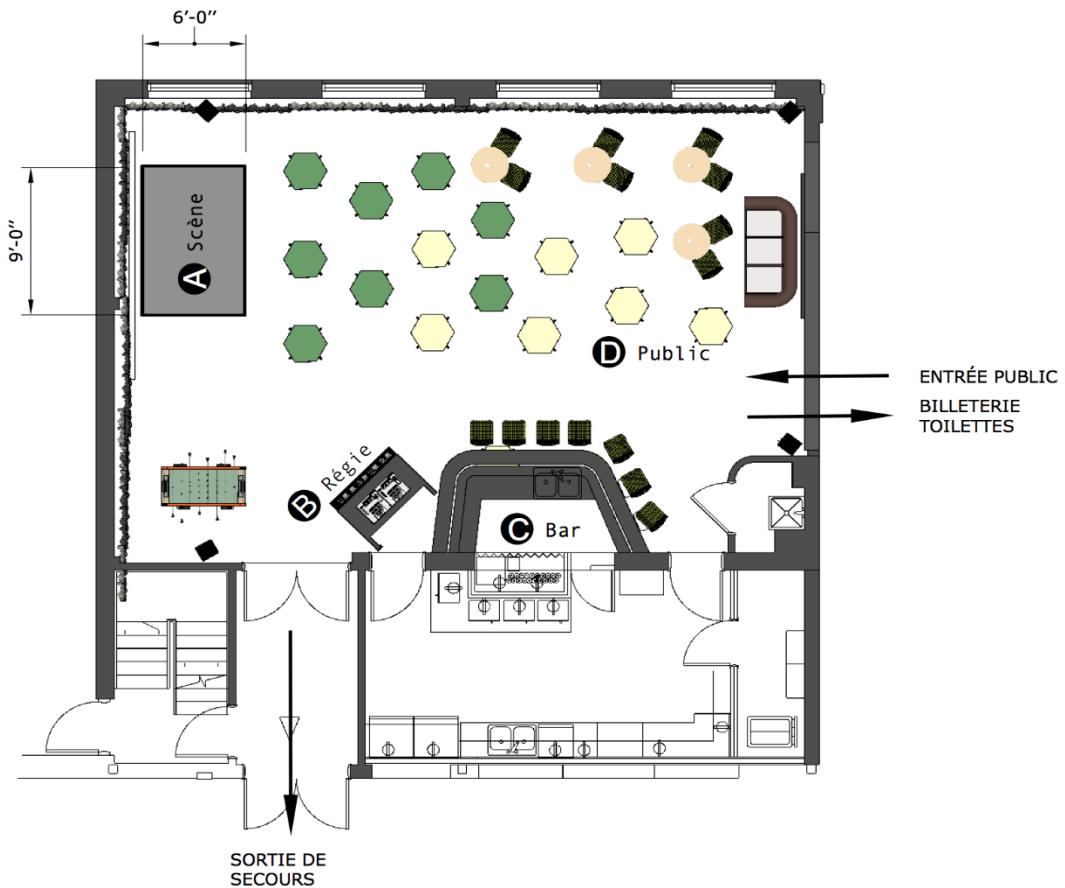 6'-0"
9'-0"
A Scène
D Public
ENTRÉE PUBLIC
BILLETERIE
TOILETTES
B Régie
C Bar
SORTIE DE
SECOURS